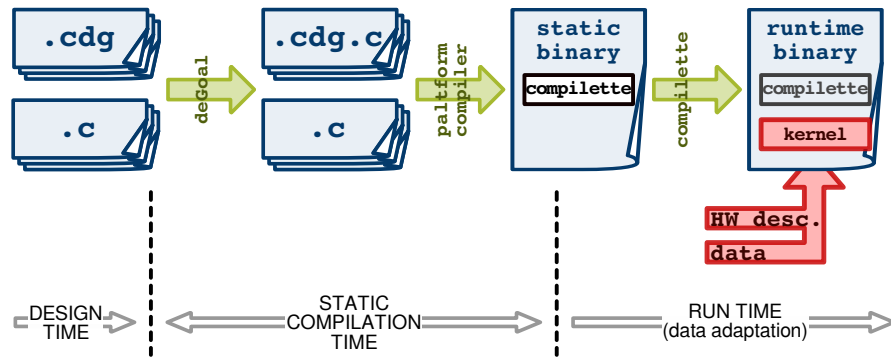 .cdg
.c
deGoal
.cdg.c
.c
paltform
compiler
static
binary
compilette
compilette
runtime
binary
compilette
kernel
HW desc.
data
DESIGN
TIME
STATIC
COMPILATION
TIME
RUN TIME
(data adaptation)